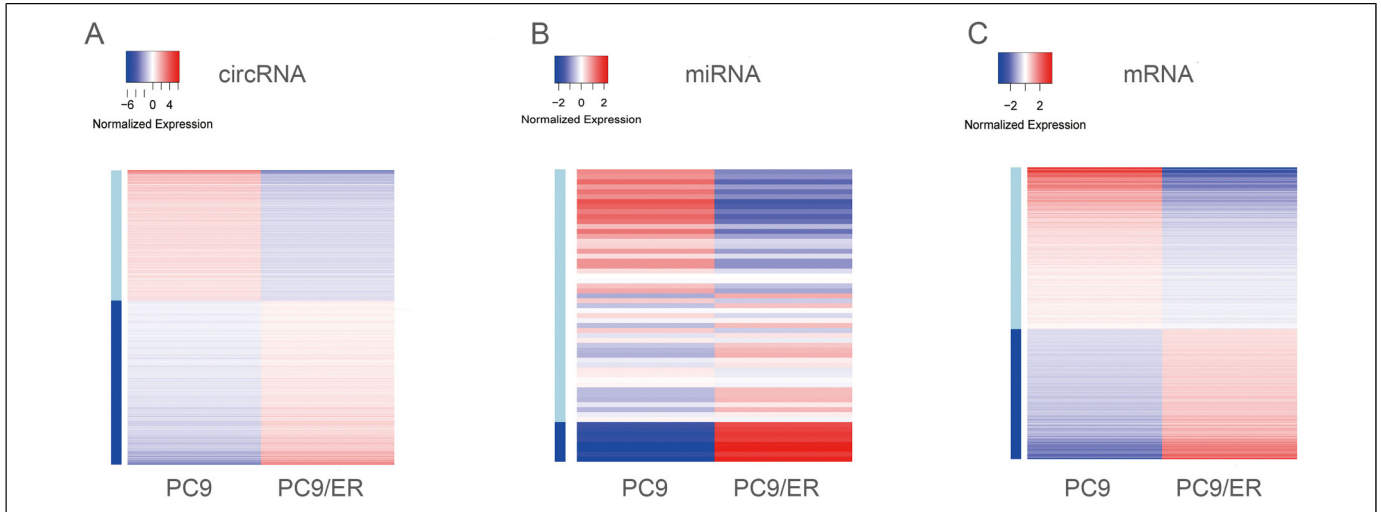 A
circRNA
−6 0 4
Normalized Expression
PC9 PC9/ER
B
miRNA
−2 0 2
Normalized Expression
PC9 PC9/ER
C
mRNA
−2 2
Normalized Expression
PC9 PC9/ER